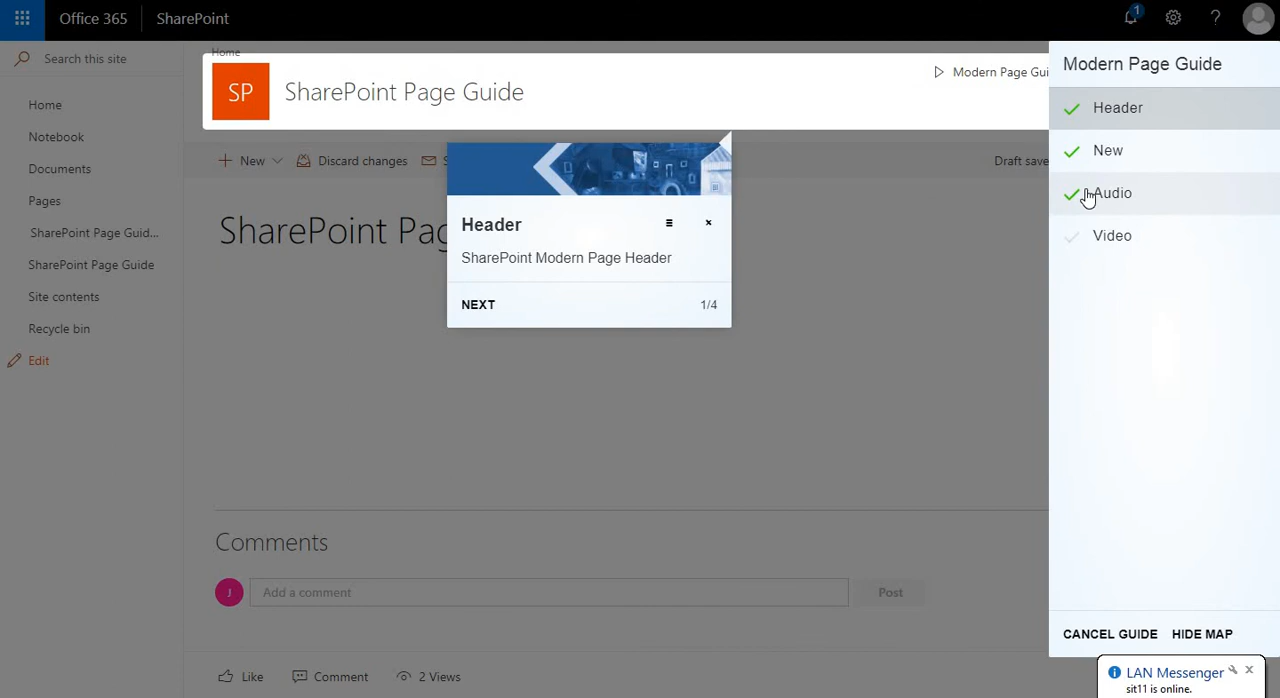 Office 365
SharePoint
1
?
Search this site
Home
Notebook
Documents
Pages
SharePoint Page Guid...
SharePoint Page Guide
Site contents
Recycle bin
Edit
Home
SP
SharePoint Page Guide
Modern Page Gui
New
Discard changes
S
Draft save
SharePoint Pag
Header
SharePoint Modern Page Header
NEXT
1/4
Comments
J
Add a comment
Post
Like
Comment
2 Views
Modern Page Guide
Header
New
Audio
Video
CANCEL GUIDE
HIDE MAP
LAN Messenger
sit11 is online.